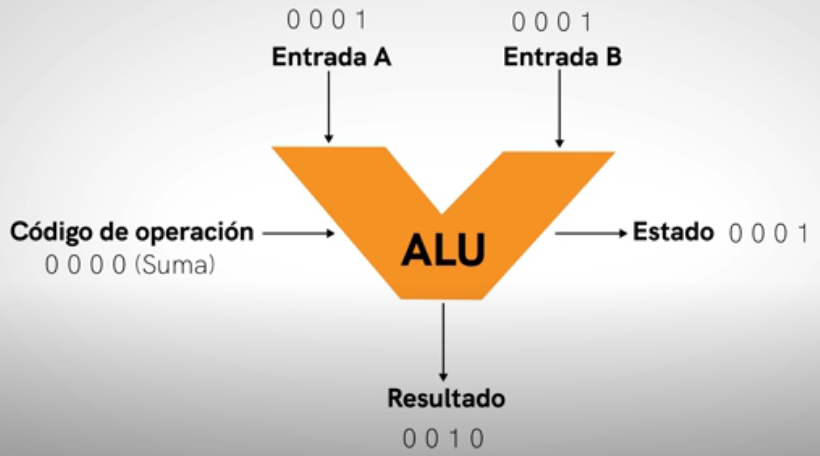 0 0 0 1
Entrada A
0 0 0 1
Entrada B
Código de operación
0 0 0 0 (Suma)
ALU
Estado 0 0 0 1
Resultado
0 0 1 0